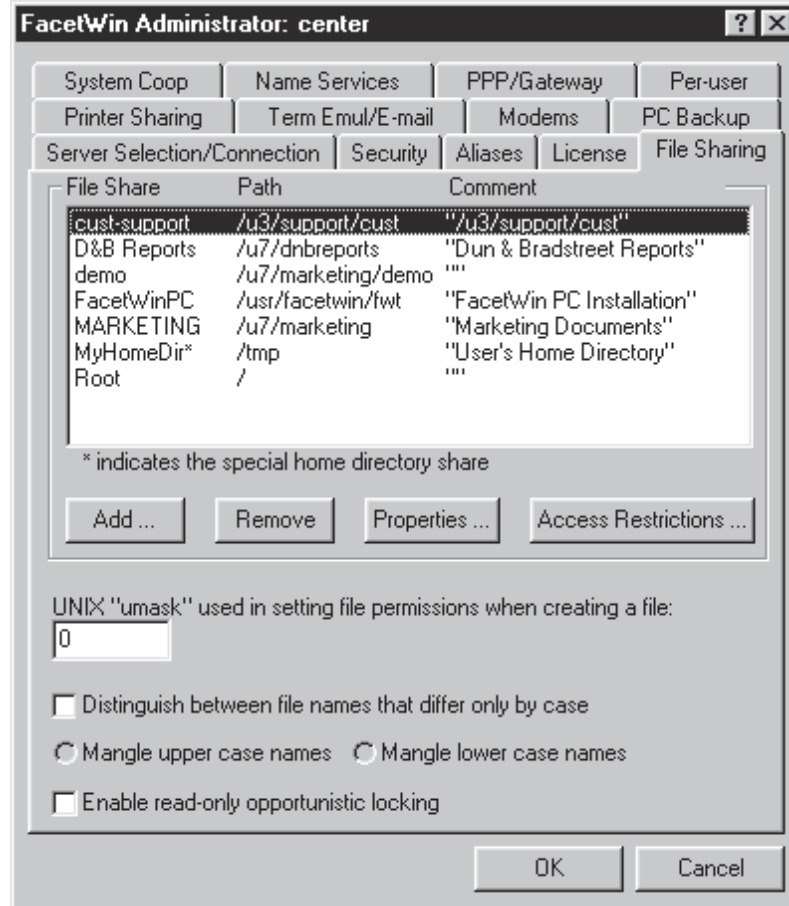 FacetWin Administrator: center ? ×
System Coop Name Services PPP/Gateway Per-user
Printer Sharing Term Emul/E-mail Modems PC Backup
Server Selection/Connection Security Aliases License File Sharing
File Share Path Comment
cust-support /u3/support/cust "/u3/support/cust"
D&B Reports /u7/dnbreports "Dun & Bradstreet Reports"
demo /u7/marketing/demo ""
FacetWinPC /usr/facetwin/fwt "FacetWin PC Installation"
MARKETING /u7/marketing "Marketing Documents"
MyHomeDir* /tmp "User's Home Directory"
Root / ""
* indicates the special home directory share
Add ... Remove Properties ... Access Restrictions ...
UNIX "umask" used in setting file permissions when creating a file:
0
Distinguish between file names that differ only by case
Mangle upper case names Mangle lower case names
Enable read-only opportunistic locking
OK Cancel